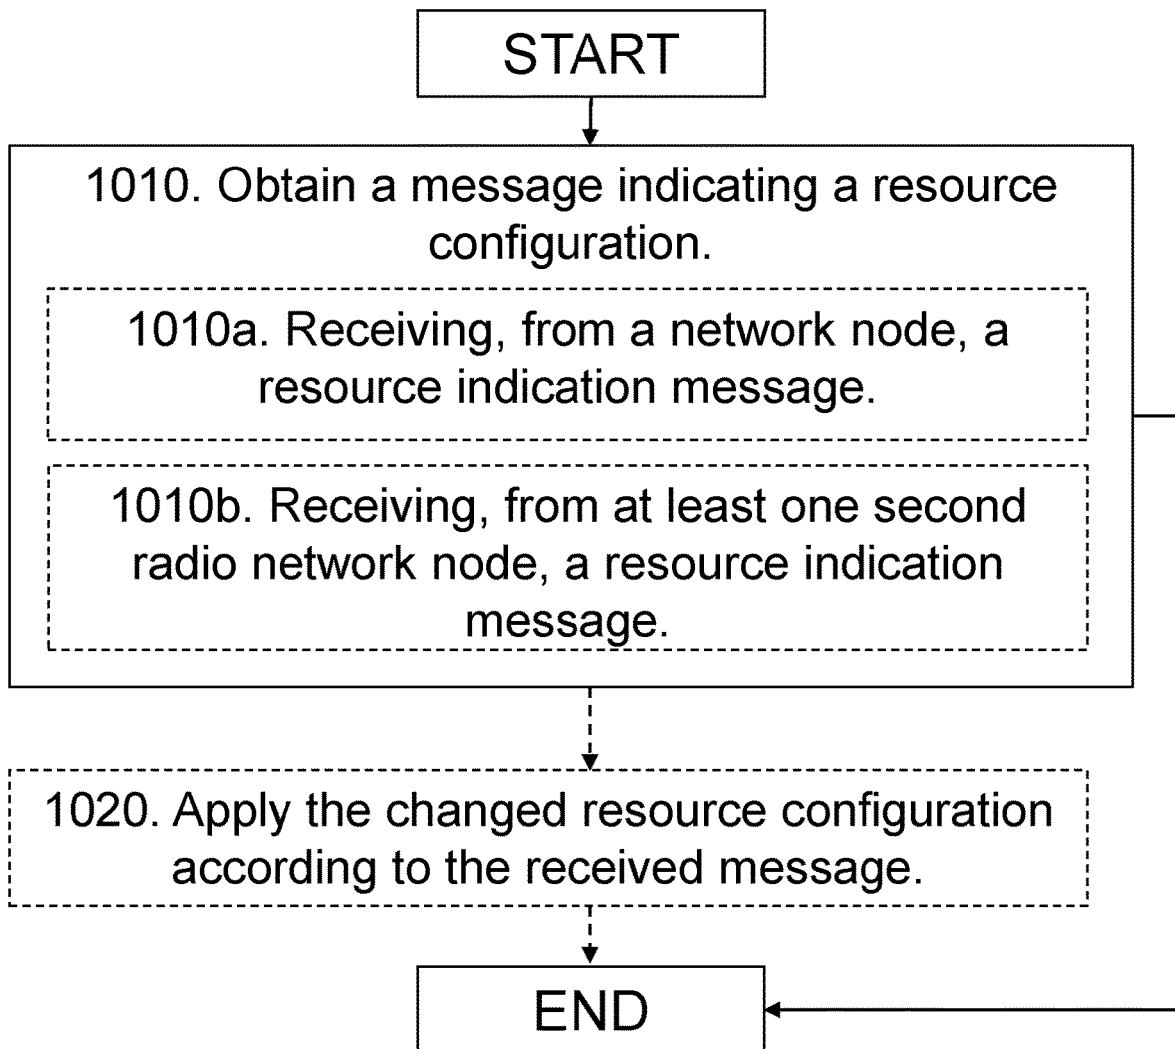 START
1010. Obtain a message indicating a resource
configuration.
1010a. Receiving, from a network node, a
resource indication message.
1010b. Receiving, from at least one second
radio network node, a resource indication
message.
1020. Apply the changed resource configuration
according to the received message.
END